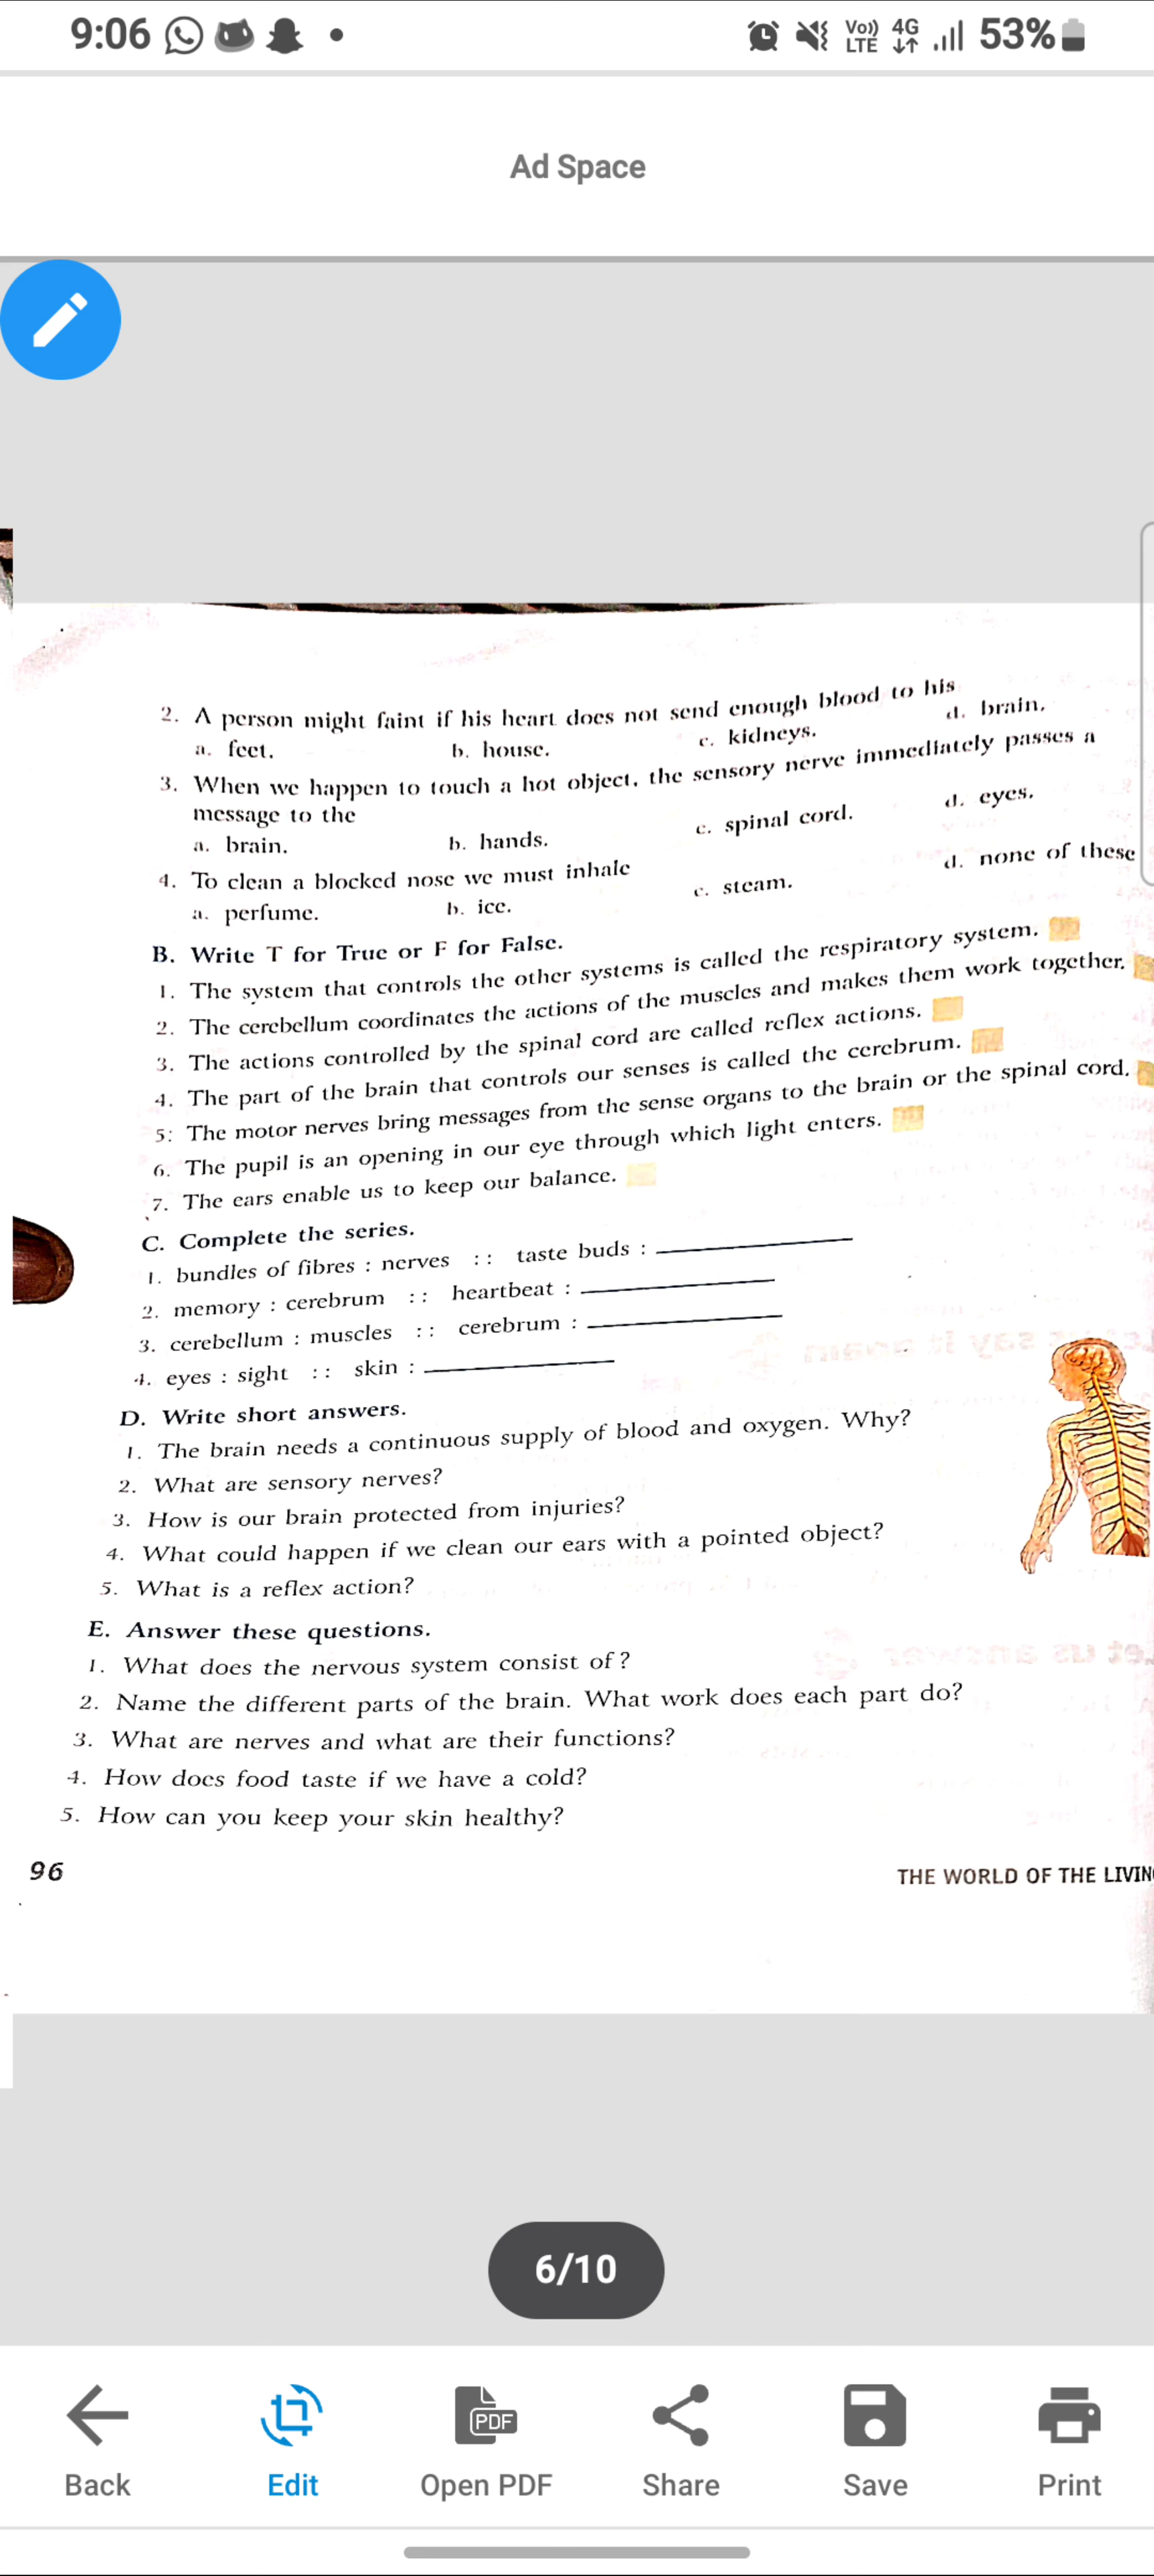 9:06
Vo)) LTE 4G 53%
Ad Space
2. A person might faint if his heart does not send enough blood to his
a. feet. b. house. c. kidneys. d. brain.
3. When we happen to touch a hot object, the sensory nerve immediately passes a
message to the
a. brain. b. hands. c. spinal cord. d. eyes.
4. To clean a blocked nose we must inhale
a. perfume. b. ice. c. steam. d. none of these
B. Write T for True or F for False.
1. The system that controls the other systems is called the respiratory system.
2. The cerebellum coordinates the actions of the muscles and makes them work together.
3. The actions controlled by the spinal cord are called reflex actions.
4. The part of the brain that controls our senses is called the cerebrum.
5: The motor nerves bring messages from the sense organs to the brain or the spinal cord.
6. The pupil is an opening in our eye through which light enters.
7. The ears enable us to keep our balance.
C. Complete the series.
1. bundles of fibres : nerves :: taste buds :
2. memory : cerebrum :: heartbeat :
3. cerebellum : muscles :: cerebrum :
4. eyes : sight :: skin :
D. Write short answers.
1. The brain needs a continuous supply of blood and oxygen. Why?
2. What are sensory nerves?
3. How is our brain protected from injuries?
4. What could happen if we clean our ears with a pointed object?
5. What is a reflex action?
E. Answer these questions.
1. What does the nervous system consist of?
2. Name the different parts of the brain. What work does each part do?
3. What are nerves and what are their functions?
4. How does food taste if we have a cold?
5. How can you keep your skin healthy?
96 THE WORLD OF THE LIVIN
6/10
PDF
Back Edit Open PDF Share Save Print